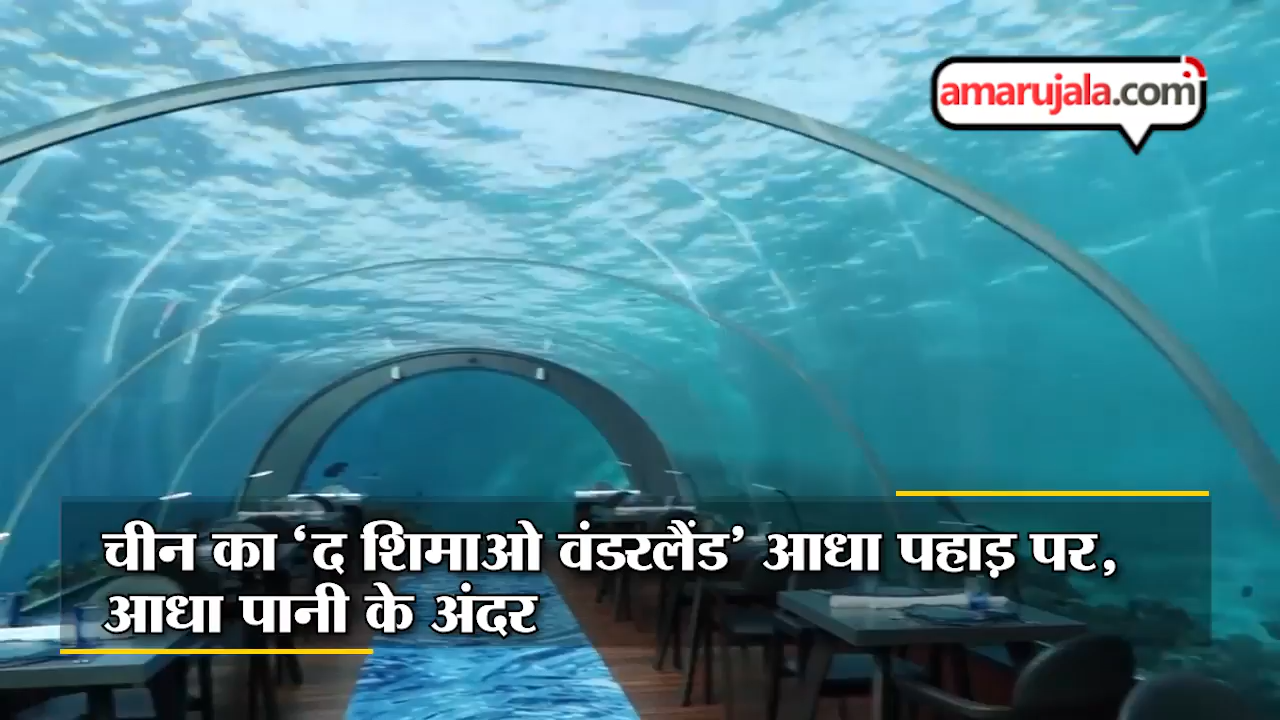 amarujala.com
चीन का ‘द शिमाओ वंडरलैंड’ आधा पहाड़ पर,
आधा पानी के अंदर